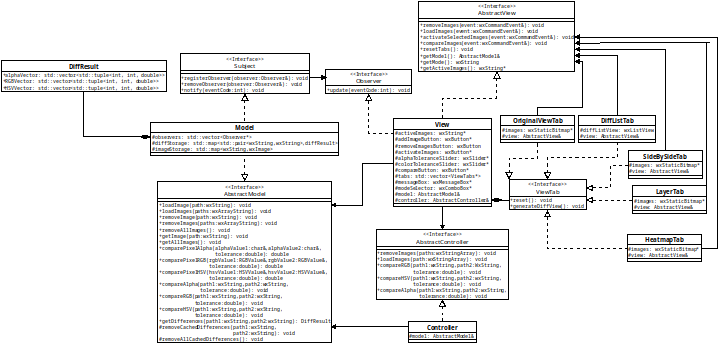 <<Interface>>
AbstractView
*removeImages(event:wxCommandEvent&): void
*loadImages(event:wxCommandEvent&): void
*activateSelectedImages(event:wxCommandEvent&): void
*compareImages(event:wxCommandEvent&): void
*resetTabs(): void
*getModel(): AbstractModel&
*getMode(): wxString
*getActiveImages(): wxString*
DiffResult
*alphaVector: std::vector<std::tuple<int, int, double>>
*RGBVector: std::vector<std::tuple<int, int, double>>
*HSVVector: std::vector<std::tuple<int, int, double>>
<<Interface>>
Subject
*registerObserver(observer:Observer&): void
*removeObserver(observer:Observer&): void
*notify(eventCode:int): void
<<Interface>>
Observer
*update(eventCode:int): void
Model
#observers: std::vector<Observer*>
#diffStorage: std::map<std::pair<wxString,wxString>,diffResult>
#imageStorage: std::map<wxString,wxImage>
View
#activeImages: wxString*
#addImageButton: wxButton*
#removeImagesButton: wxButton
#activateImages: wxButton*
#alphaToleranceSlider: wxSlider*
#colorToleranceSlider: wxSlider*
#compareButton: wxButton*
#tabs: std::vector<ViewTabs*>
#messageBox: wxMessageBox*
#modeSelector: wxComboBox*
#model: AbstractModel&
#controller: AbstractController&
OriginalViewTab
#images: wxStaticBitmap*
#view: AbstractView&
DiffListTab
#diffListView: wxListView
#view: AbstractView&
SideBySideTab
#images: wxStaticBitmap*
#view: AbstractView&
LayerTab
#images: wxStaticBitmap*
#view: AbstractView&
HeatmapTab
#images: wxStaticBitmap*
#view: AbstractView&
<<Interface>>
ViewTab
*reset(): void
*generateDiffView(): void
<<Interface>>
AbstractModel
*loadImage(path:wxString): void
*loadImages(paths:wxArrayString): void
*removeImage(path:wxString): void
*removeImages(paths:wxArrayString): void
*removeAllImages(): void
*getImage(path:wxString): void
*getAllImages(): void
*comparePixelAlpha(alphaValue1:char&,alphaValue2:char&,
tolerance:double): double
*comparePixelRGB(rgbValue1:RGBValue&,rgbValue2:RGBValue&,
tolerance:double): double
*comparePixelHSV(hsvValue1:HSVValue&,hsvValue2:HSVValue&,
tolerance:double): double
*compareAlpha(path1:wxString,path2:wxString,
tolerance:double): void
*compareRGB(path1:wxString,path2:wxString,
tolerance:double): void
*compareHSV(path1:wxString,path2:wxString,
tolerance:double): void
*getDifferences(path1:wxString,path2:wxString): DiffResult
#removeCachedDifferences(path1:wxString,
path2:wxString): void
#removeAllCachedDifferences(): void
<<Interface>>
AbstractController
*removeImages(path:wxStringArray): void
*loadImages(path:wxStringArray): void
*compareRGB(path1:wxString,path2:wxString,
tolerance:double): void
*compareHSV(path1:wxString,path2:wxString,
tolerance:double): void
*compareAlpha(path1:wxString,path2:wxString,
tolerance:double): void
Controller
#model: AbstractModel&